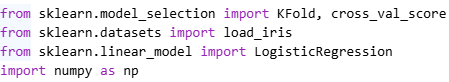 from sklearn.model_selection import KFold, cross_val_score
from sklearn.datasets import load_iris
from sklearn.linear_model import LogisticRegression
import numpy as np